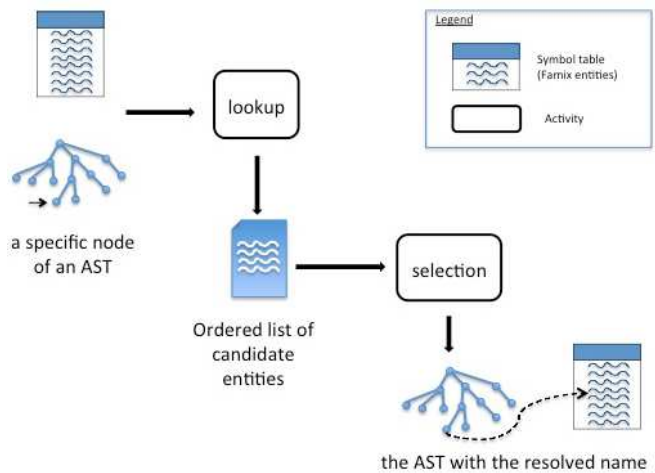 Legend
Symbol table
(Famix entities)
Activity
lookup
a specific node
of an AST
selection
Ordered list of
candidate
entities
the AST with the resolved name